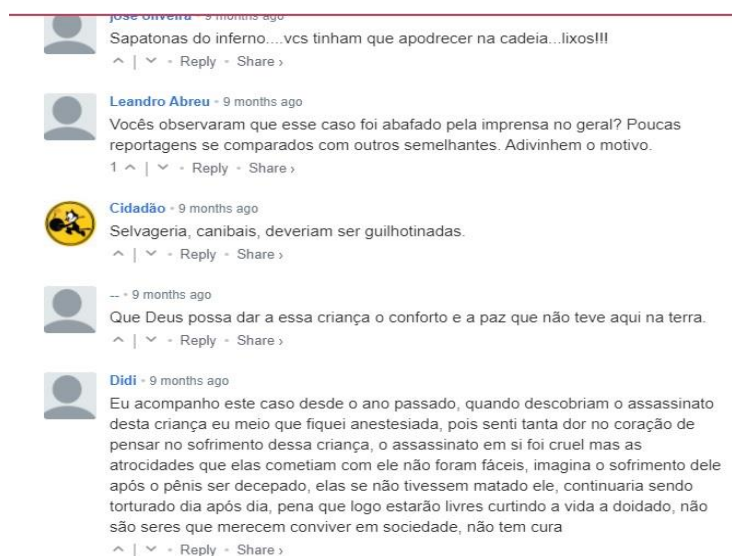 jose oliveira • 9 months ago
Sapatonas do inferno....vcs tinham que apodrecer na cadeia...lixos!!!
Reply • Share ›
Leandro Abreu • 9 months ago
Vocês observaram que esse caso foi abafado pela imprensa no geral? Poucas
reportagens se comparados com outros semelhantes. Adivinhem o motivo.
1 • Reply • Share ›
Cidadão • 9 months ago
Selvageria, canibais, deveriam ser guilhotinadas.
Reply • Share ›
-- • 9 months ago
Que Deus possa dar a essa criança o conforto e a paz que não teve aqui na terra.
Reply • Share ›
Didi • 9 months ago
Eu acompanho este caso desde o ano passado, quando descobriam o assassinato
desta criança eu meio que fiquei anestesiada, pois senti tanta dor no coração de
pensar no sofrimento dessa criança, o assassinato em si foi cruel mas as
atrocidades que elas cometiam com ele não foram fáceis, imagina o sofrimento dele
após o pênis ser decepado, elas se não tivessem matado ele, continuaria sendo
torturado dia após dia, pena que logo estarão livres curtindo a vida a doidado, não
são seres que merecem conviver em sociedade, não tem cura
Reply • Share ›